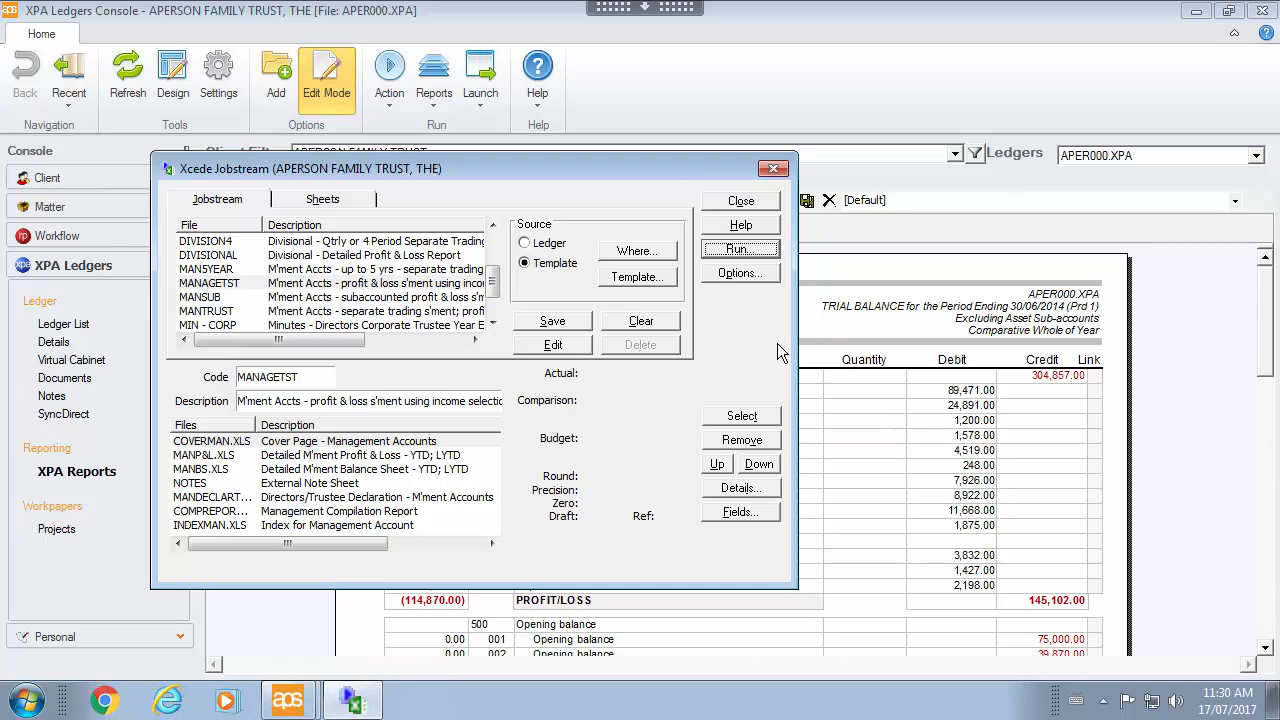 aps XPA Ledgers Console - APERSON FAMILY TRUST, THE [File: APER000.XPA]
Home
Back Recent Refresh Design Settings Add Edit Mode Action Reports Launch Help
Navigation Tools Options Run Help
Console
Ledgers APER000.XPA
[Default]
Client
Matter
Workflow
XPA Ledgers
Ledger
Ledger List
Details
Virtual Cabinet
Documents
Notes
SyncDirect
Reporting
XPA Reports
Workpapers
Projects
Personal
Xcede Jobstream (APERSON FAMILY TRUST, THE)
Jobstream Sheets
File Description
DIVISION4 Divisional - Qtrly or 4 Period Separate Trading
DIVISIONAL Divisional - Detailed Profit & Loss Report
MAN5YEAR M'ment Accts - up to 5 yrs - separate trading
MANAGETST M'ment Accts - profit & loss s'ment using inco
MANSUB M'ment Accts - subaccounted profit & loss s'm
MANTRUST M'ment Accts - separate trading s'ment; profi
MIN - CORP Minutes - Directors Corporate Trustee Year E
Source
Ledger
Template
Where...
Template...
Save Clear
Edit Delete
Close
Help
Run...
Options...
Code MANAGETST
Description M'ment Accts - profit & loss s'ment using income selectio
Files Description
COVERMAN.XLS Cover Page - Management Accounts
MANP&L.XLS Detailed M'ment Profit & Loss - YTD; LYTD
MANBS.XLS Detailed M'ment Balance Sheet - YTD; LYTD
NOTES External Note Sheet
MANDECLART... Directors/Trustee Declaration - M'ment Accounts
COMPREPOR... Management Compilation Report
INDEXMAN.XLS Index for Management Account
Actual:
Comparison:
Budget:
Round:
Precision:
Zero:
Draft: Ref:
Select
Remove
Up Down
Details...
Fields...
APER000.XPA
TRIAL BALANCE for the Period Ending 30/06/2014 (Prd 1)
Excluding Asset Sub-accounts
Comparative Whole of Year
Quantity Debit Credit Link
304,857.00
89,471.00
24,891.00
1,200.00
1,578.00
4,519.00
248.00
7,926.00
8,922.00
11,668.00
1,875.00
3,832.00
1,427.00
2,198.00
(114,870.00) PROFIT/LOSS 145,102.00
500 Opening balance
0.00 001 Opening balance 75,000.00
0.00 002 Opening balance 39,870.00
aps
11:30 AM
17/07/2017